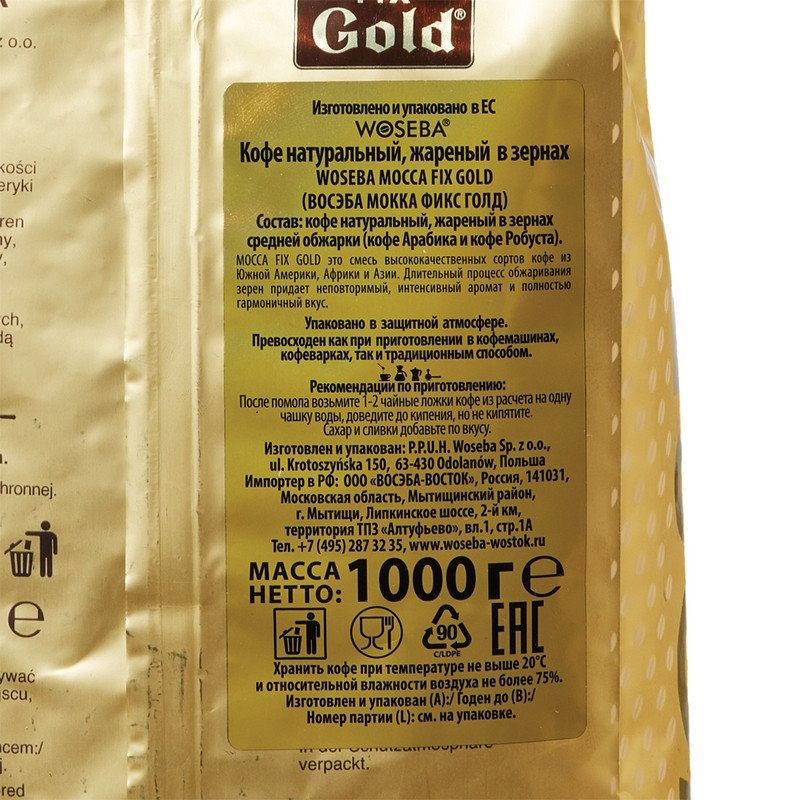 Gold®
z o.o.
Изготовлено и упаковано в ЕС
WOSEBA®
Кофе натуральный, жареный в зернах
WOSEBA MOCCA FIX GOLD
(ВОСЭБА МОККА ФИКС ГОЛД)
Состав: кофе натуральный, жареный в зернах
средней обжарки (кофе Арабика и кофе Робуста).
MOCCA FIX GOLD это смесь высококачественных сортов кофе из
Южной Америки, Африки и Азии. Длительный процесс обжаривания
зерен придает неповторимый, интенсивный аромат и полностью
гармоничный вкус.
Упаковано в защитной атмосфере.
Превосходен как при приготовлении в кофемашинах,
кофеварках, так и традиционным способом.
Рекомендации по приготовлению:
После помола возьмите 1-2 чайные ложки кофе из расчета на одну
чашку воды, доведите до кипения, но не кипятите.
Сахар и сливки добавьте по вкусу.
Изготовлен и упакован: P.P.U.H. Woseba Sp. z o.o.,
ul. Krotoszyńska 150, 63-430 Odolanów, Польша
Импортер в РФ: ООО «ВОСЭБА-ВОСТОК», Россия, 141031,
Московская область, Мытищинский район,
г. Мытищи, Липкинское шоссе, 2-й км,
территория ТПЗ «Алтуфьево», вл.1, стр.1А
Тел. +7 (495) 287 32 35, www.woseba-wostok.ru
МАССА
НЕТТО: 1000 г ℮
90
C/LDPE
EAC
Хранить кофе при температуре не выше 20°C
и относительной влажности воздуха не более 75%.
Изготовлен и упакован (A):/ Годен до (B):/
Номер партии (L): см. на упаковке.
in der Schutzatmosphäre
verpackt.
kości
eryki
ren
ny,
ch,
dą
n.
hronnej.
℮
ywać
jscu,
ncem:/
j.
red